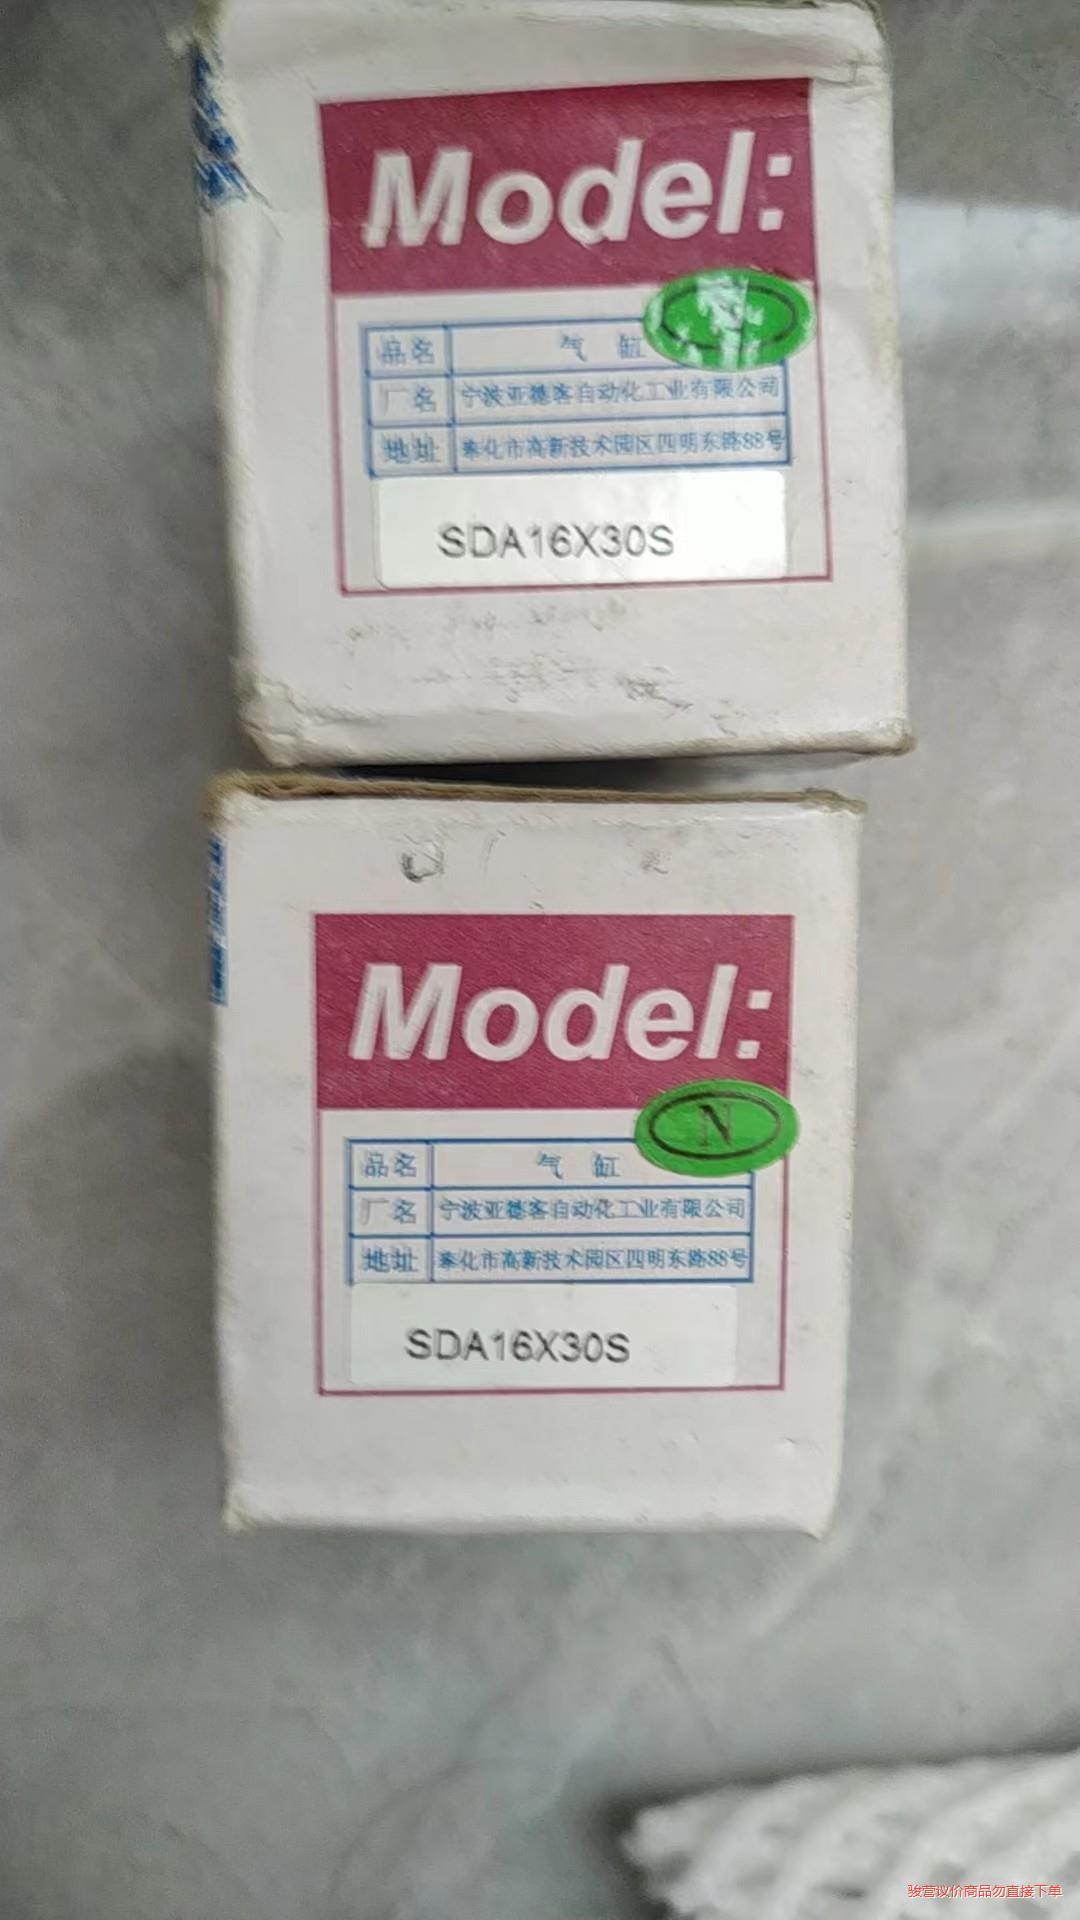 Model:
品名 气缸
厂名 宁波亚德客自动化工业有限公司
地址 奉化市高新技术园区四明东路88号
SDA16X30S
Model:
N
品名 气缸
厂名 宁波亚德客自动化工业有限公司
地址 奉化市高新技术园区四明东路88号
SDA16X30S
骏营议价商品勿直接下单